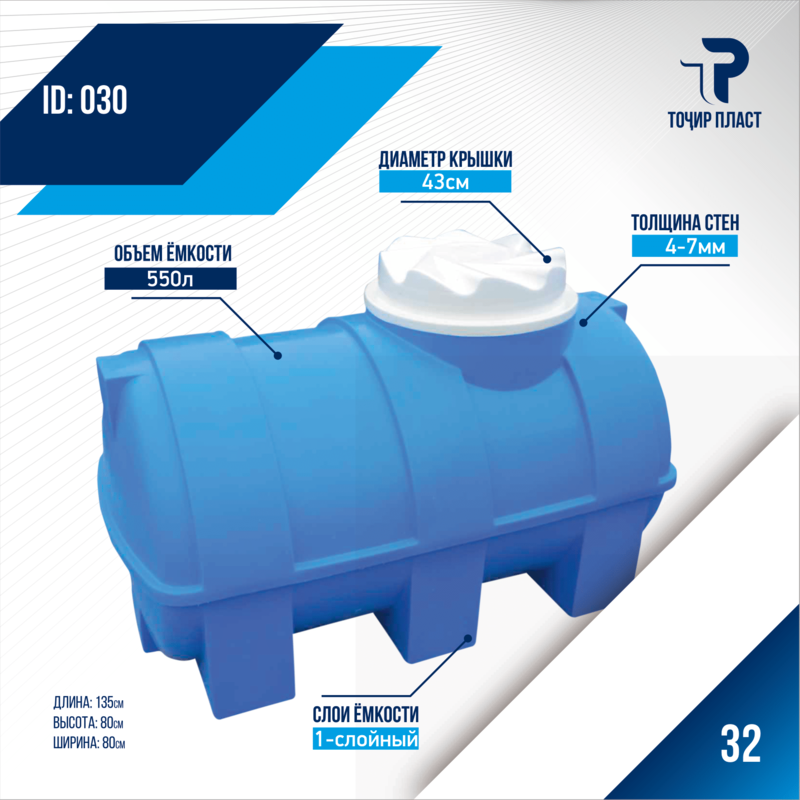 ID: 030
ТОҶИР ПЛАСТ
ДИАМЕТР КРЫШКИ
43см
ТОЛЩИНА СТЕН
4-7мм
ОБЪЕМ ЁМКОСТИ
550л
СЛОИ ЁМКОСТИ
1-слойный
ДЛИНА: 135см
ВЫСОТА: 80см
ШИРИНА: 80см
32